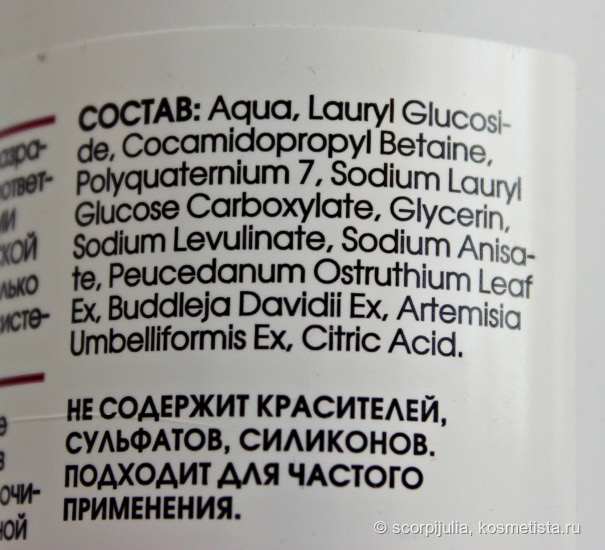 СОСТАВ: Aqua, Lauryl Glucosi-
de, Cocamidopropyl Betaine,
Polyquaternium 7, Sodium Lauryl
Glucose Carboxylate, Glycerin,
Sodium Levulinate, Sodium Anisa-
te, Peucedanum Ostruthium Leaf
Ex, Buddleja Davidii Ex, Artemisia
Umbelliformis Ex, Citric Acid.
НЕ СОДЕРЖИТ КРАСИТЕЛЕЙ,
СУЛЬФАТОВ, СИЛИКОНОВ.
ПОДХОДИТ ДЛЯ ЧАСТОГО
ПРИМЕНЕНИЯ.
© scorpijulia, kosmetista.ru